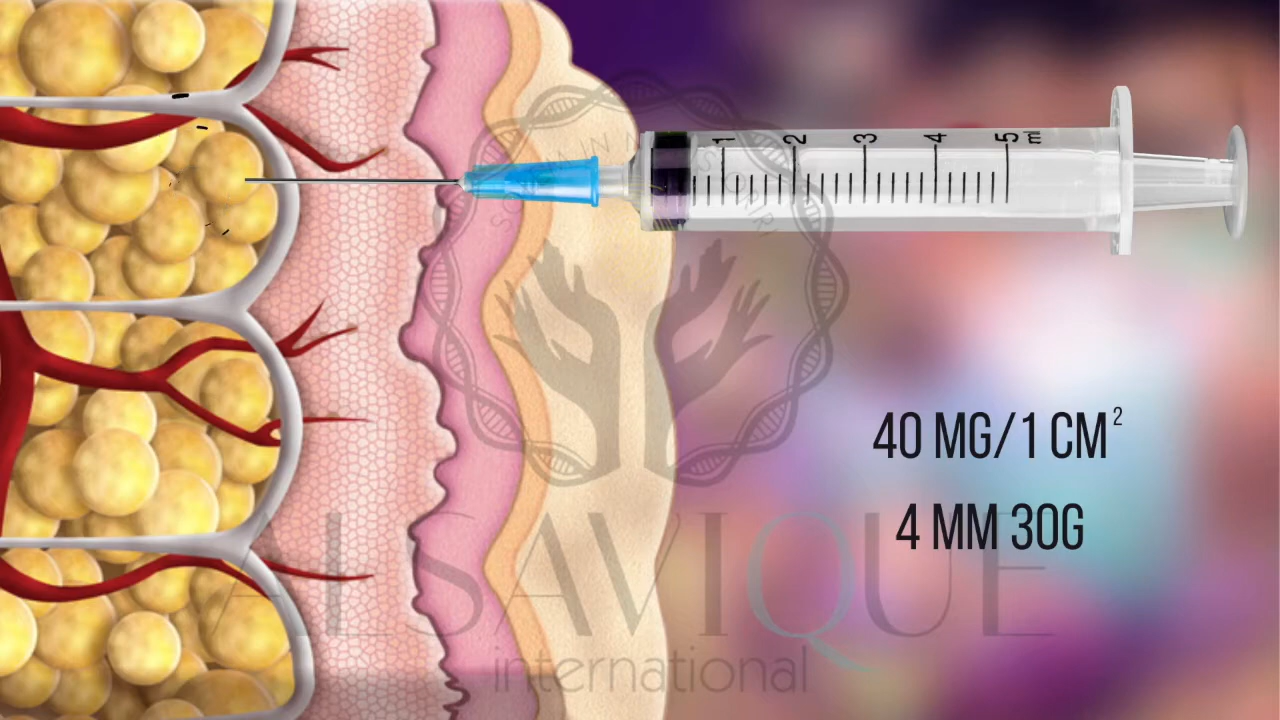 1 2 3 4 5 ml
40 MG/1 CM²
4 MM 30G
ALSAVIQUE
international